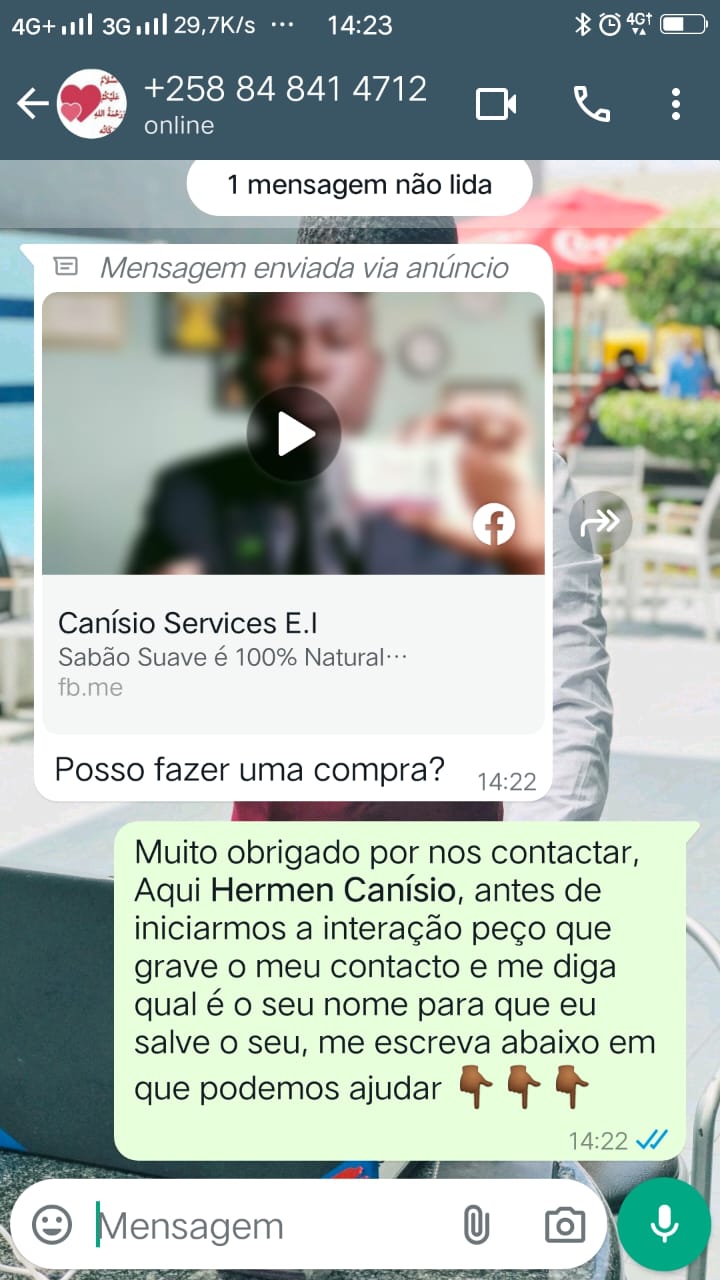 4G+ 3G 29,7K/s ··· 14:23 4G†
+258 84 841 4712
online
1 mensagem não lida
Mensagem enviada via anúncio
Canísio Services E.I
Sabão Suave é 100% Natural···
fb.me
Posso fazer uma compra? 14:22
Muito obrigado por nos contactar,
Aqui Hermen Canísio, antes de
iniciarmos a interação peço que
grave o meu contacto e me diga
qual é o seu nome para que eu
salve o seu, me escreva abaixo em
que podemos ajudar 👇🏾👇🏾👇🏾
14:22
Mensagem